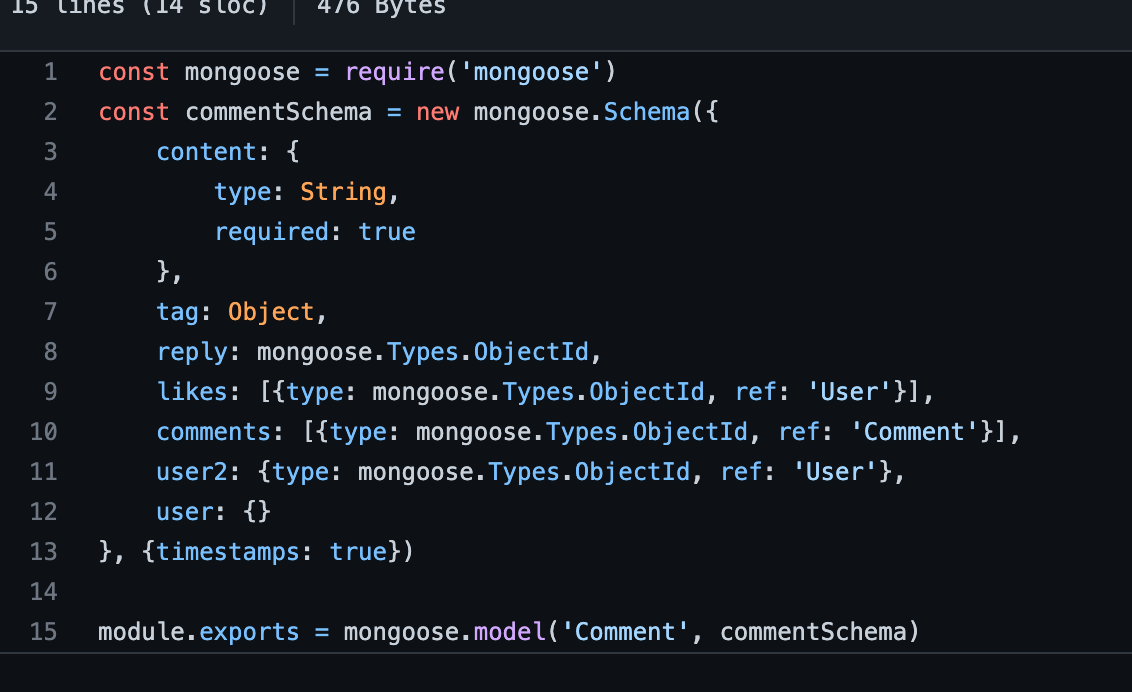 15 lines (14 sloc) 476 Bytes
1 const mongoose = require('mongoose')
2 const commentSchema = new mongoose.Schema({
3     content: {
4         type: String,
5         required: true
6     },
7     tag: Object,
8     reply: mongoose.Types.ObjectId,
9     likes: [{type: mongoose.Types.ObjectId, ref: 'User'}],
10     comments: [{type: mongoose.Types.ObjectId, ref: 'Comment'}],
11     user2: {type: mongoose.Types.ObjectId, ref: 'User'},
12     user: {}
13 }, {timestamps: true})
14
15 module.exports = mongoose.model('Comment', commentSchema)